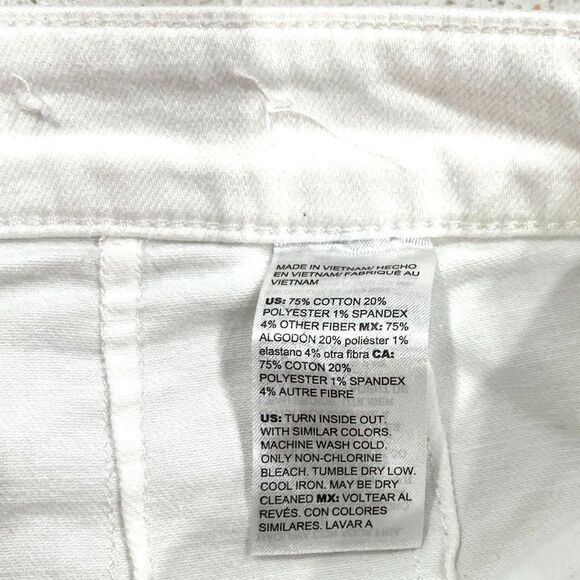 MADE IN VIETNAM/ HECHO
EN VIETNAM/ FABRIQUÉ AU
VIETNAM
US: 75% COTTON 20%
POLYESTER 1% SPANDEX
4% OTHER FIBER MX: 75%
ALGODÓN 20% poliéster 1%
elastano 4% otra fibra CA:
75% COTON 20%
POLYESTER 1% SPANDEX
4% AUTRE FIBRE
US: TURN INSIDE OUT.
WITH SIMILAR COLORS.
MACHINE WASH COLD.
ONLY NON-CHLORINE
BLEACH. TUMBLE DRY LOW.
COOL IRON. MAY BE DRY
CLEANED MX: VOLTEAR AL
REVÉS. CON COLORES
SIMILARES. LAVAR A